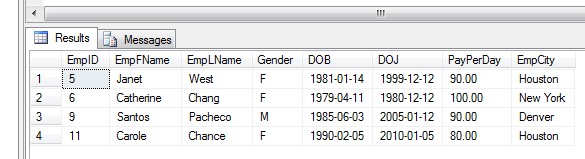 Results Messages
EmpID EmpFName EmpLName Gender DOB DOJ PayPerDay EmpCity
1 5 Janet West F 1981-01-14 1999-12-12 90.00 Houston
2 6 Catherine Chang F 1979-04-11 1980-12-12 100.00 New York
3 9 Santos Pacheco M 1985-06-03 2005-01-12 90.00 Denver
4 11 Carole Chance F 1990-02-05 2010-01-05 80.00 Houston